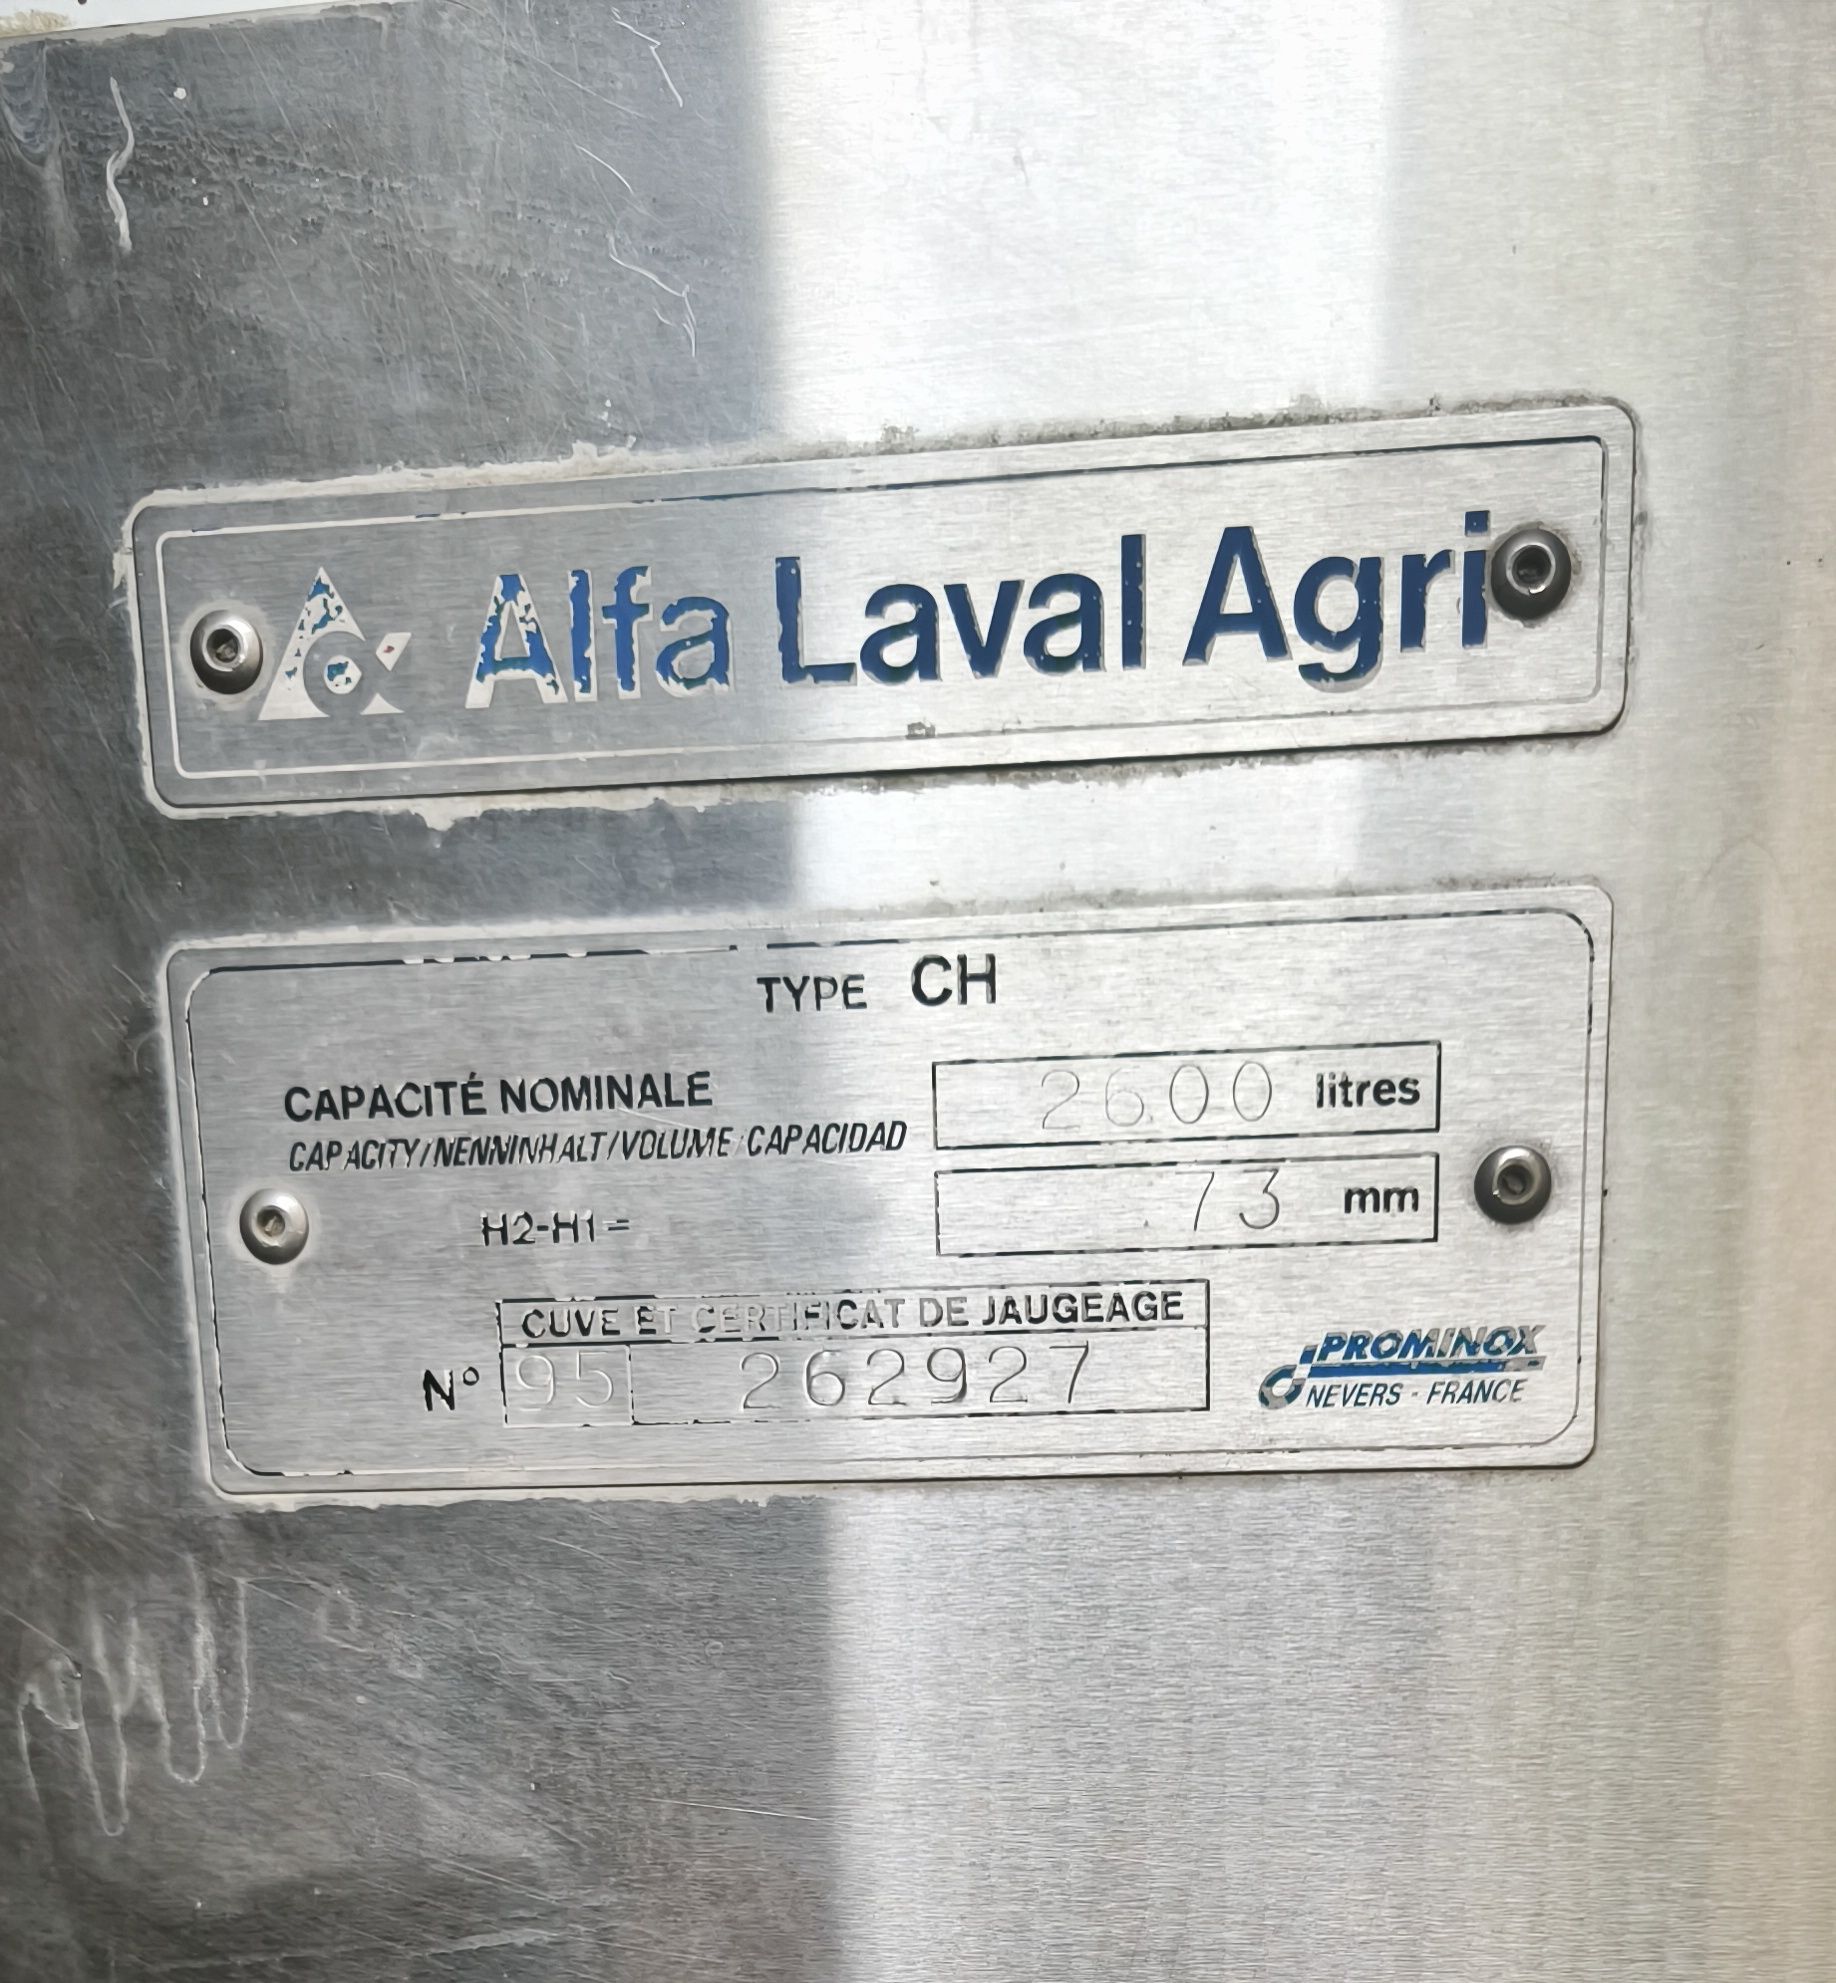 Alfa Laval Agri
TYPE CH
CAPACITÉ NOMINALE 2600 litres
CAPACITY/NENNINHALT/VOLUME/CAPACIDAD
H2-H1= 73 mm
CUVE ET CERTIFICAT DE JAUGEAGE
N° 95 262927
PROMINOX
NEVERS - FRANCE